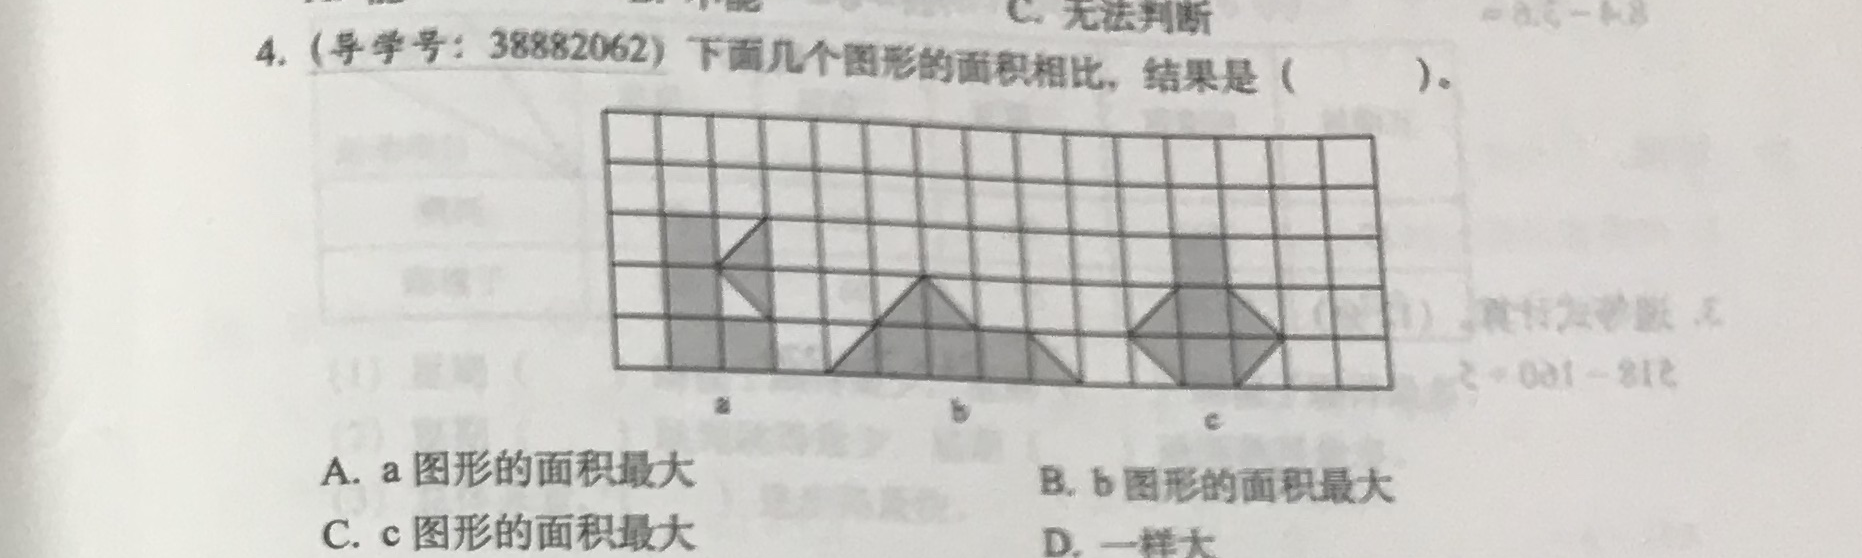 C. 无法判断
4. (导学号: 38882062) 下面几个图形的面积相比, 结果是 (      )。
a b c
A. a 图形的面积最大 B. b 图形的面积最大
C. c 图形的面积最大 D. 一样大